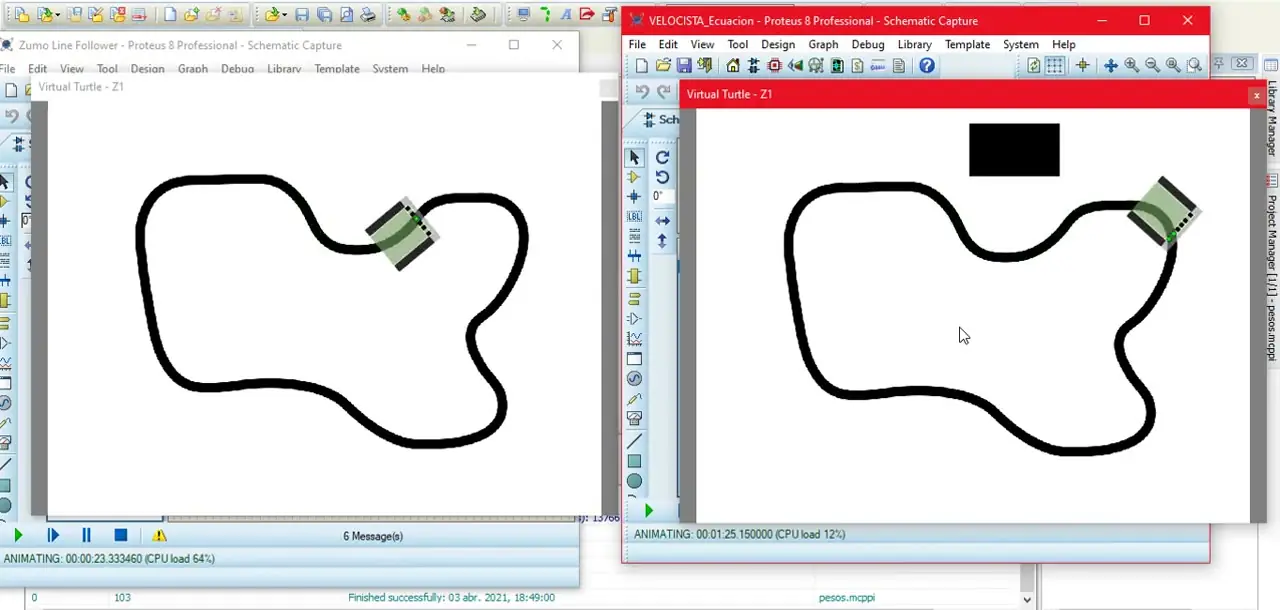 Zumo Line Follower - Proteus 8 Professional - Schematic Capture
File Edit View Tool Design Graph Debug Library Template System Help
Virtual Turtle - Z1
6 Message(s)
ANIMATING: 00:00:23.333460 (CPU load 64%)
VELOCISTA_Ecuacion - Proteus 8 Professional - Schematic Capture
File Edit View Tool Design Graph Debug Library Template System Help
Sch
Virtual Turtle - Z1
0°
LBL
ANIMATING: 00:01:25.150000 (CPU load 12%)
Library Manager
Project Manager [1/1] - pesos.mcppi
): 13766
0 103 Finished successfully: 03 abr. 2021, 18:49:00 pesos.mcppi